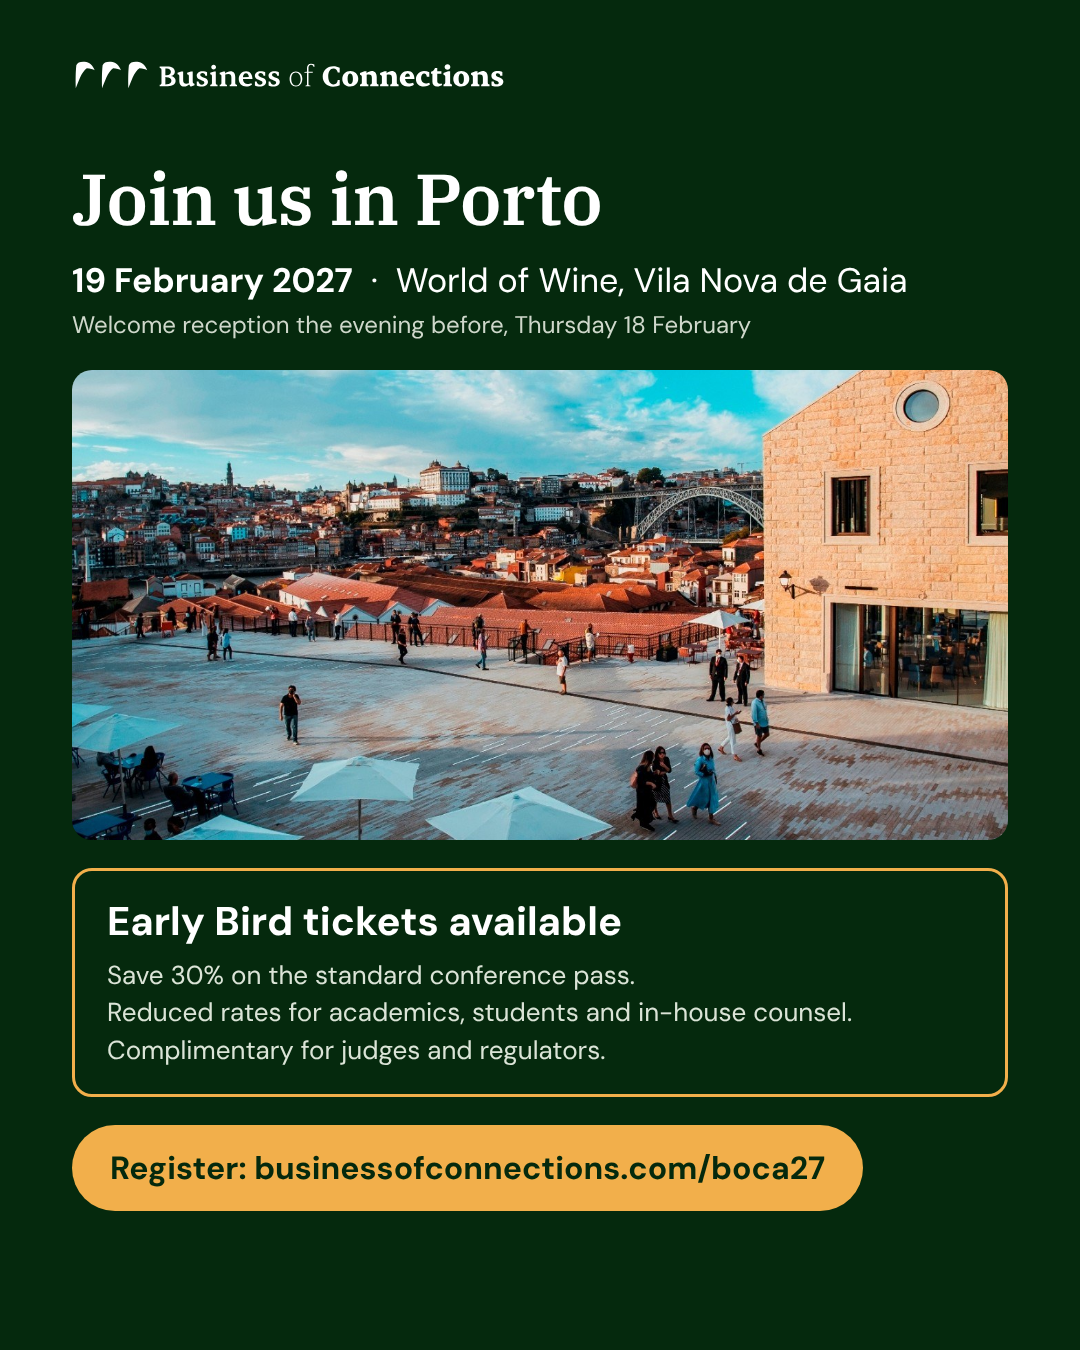 Business of Connections
Join us in Porto
19 February 2027 · World of Wine, Vila Nova de Gaia
Welcome reception the evening before, Thursday 18 February
Early Bird tickets available
Save 30% on the standard conference pass.
Reduced rates for academics, students and in-house counsel.
Complimentary for judges and regulators.
Register: businessofconnections.com/boca27